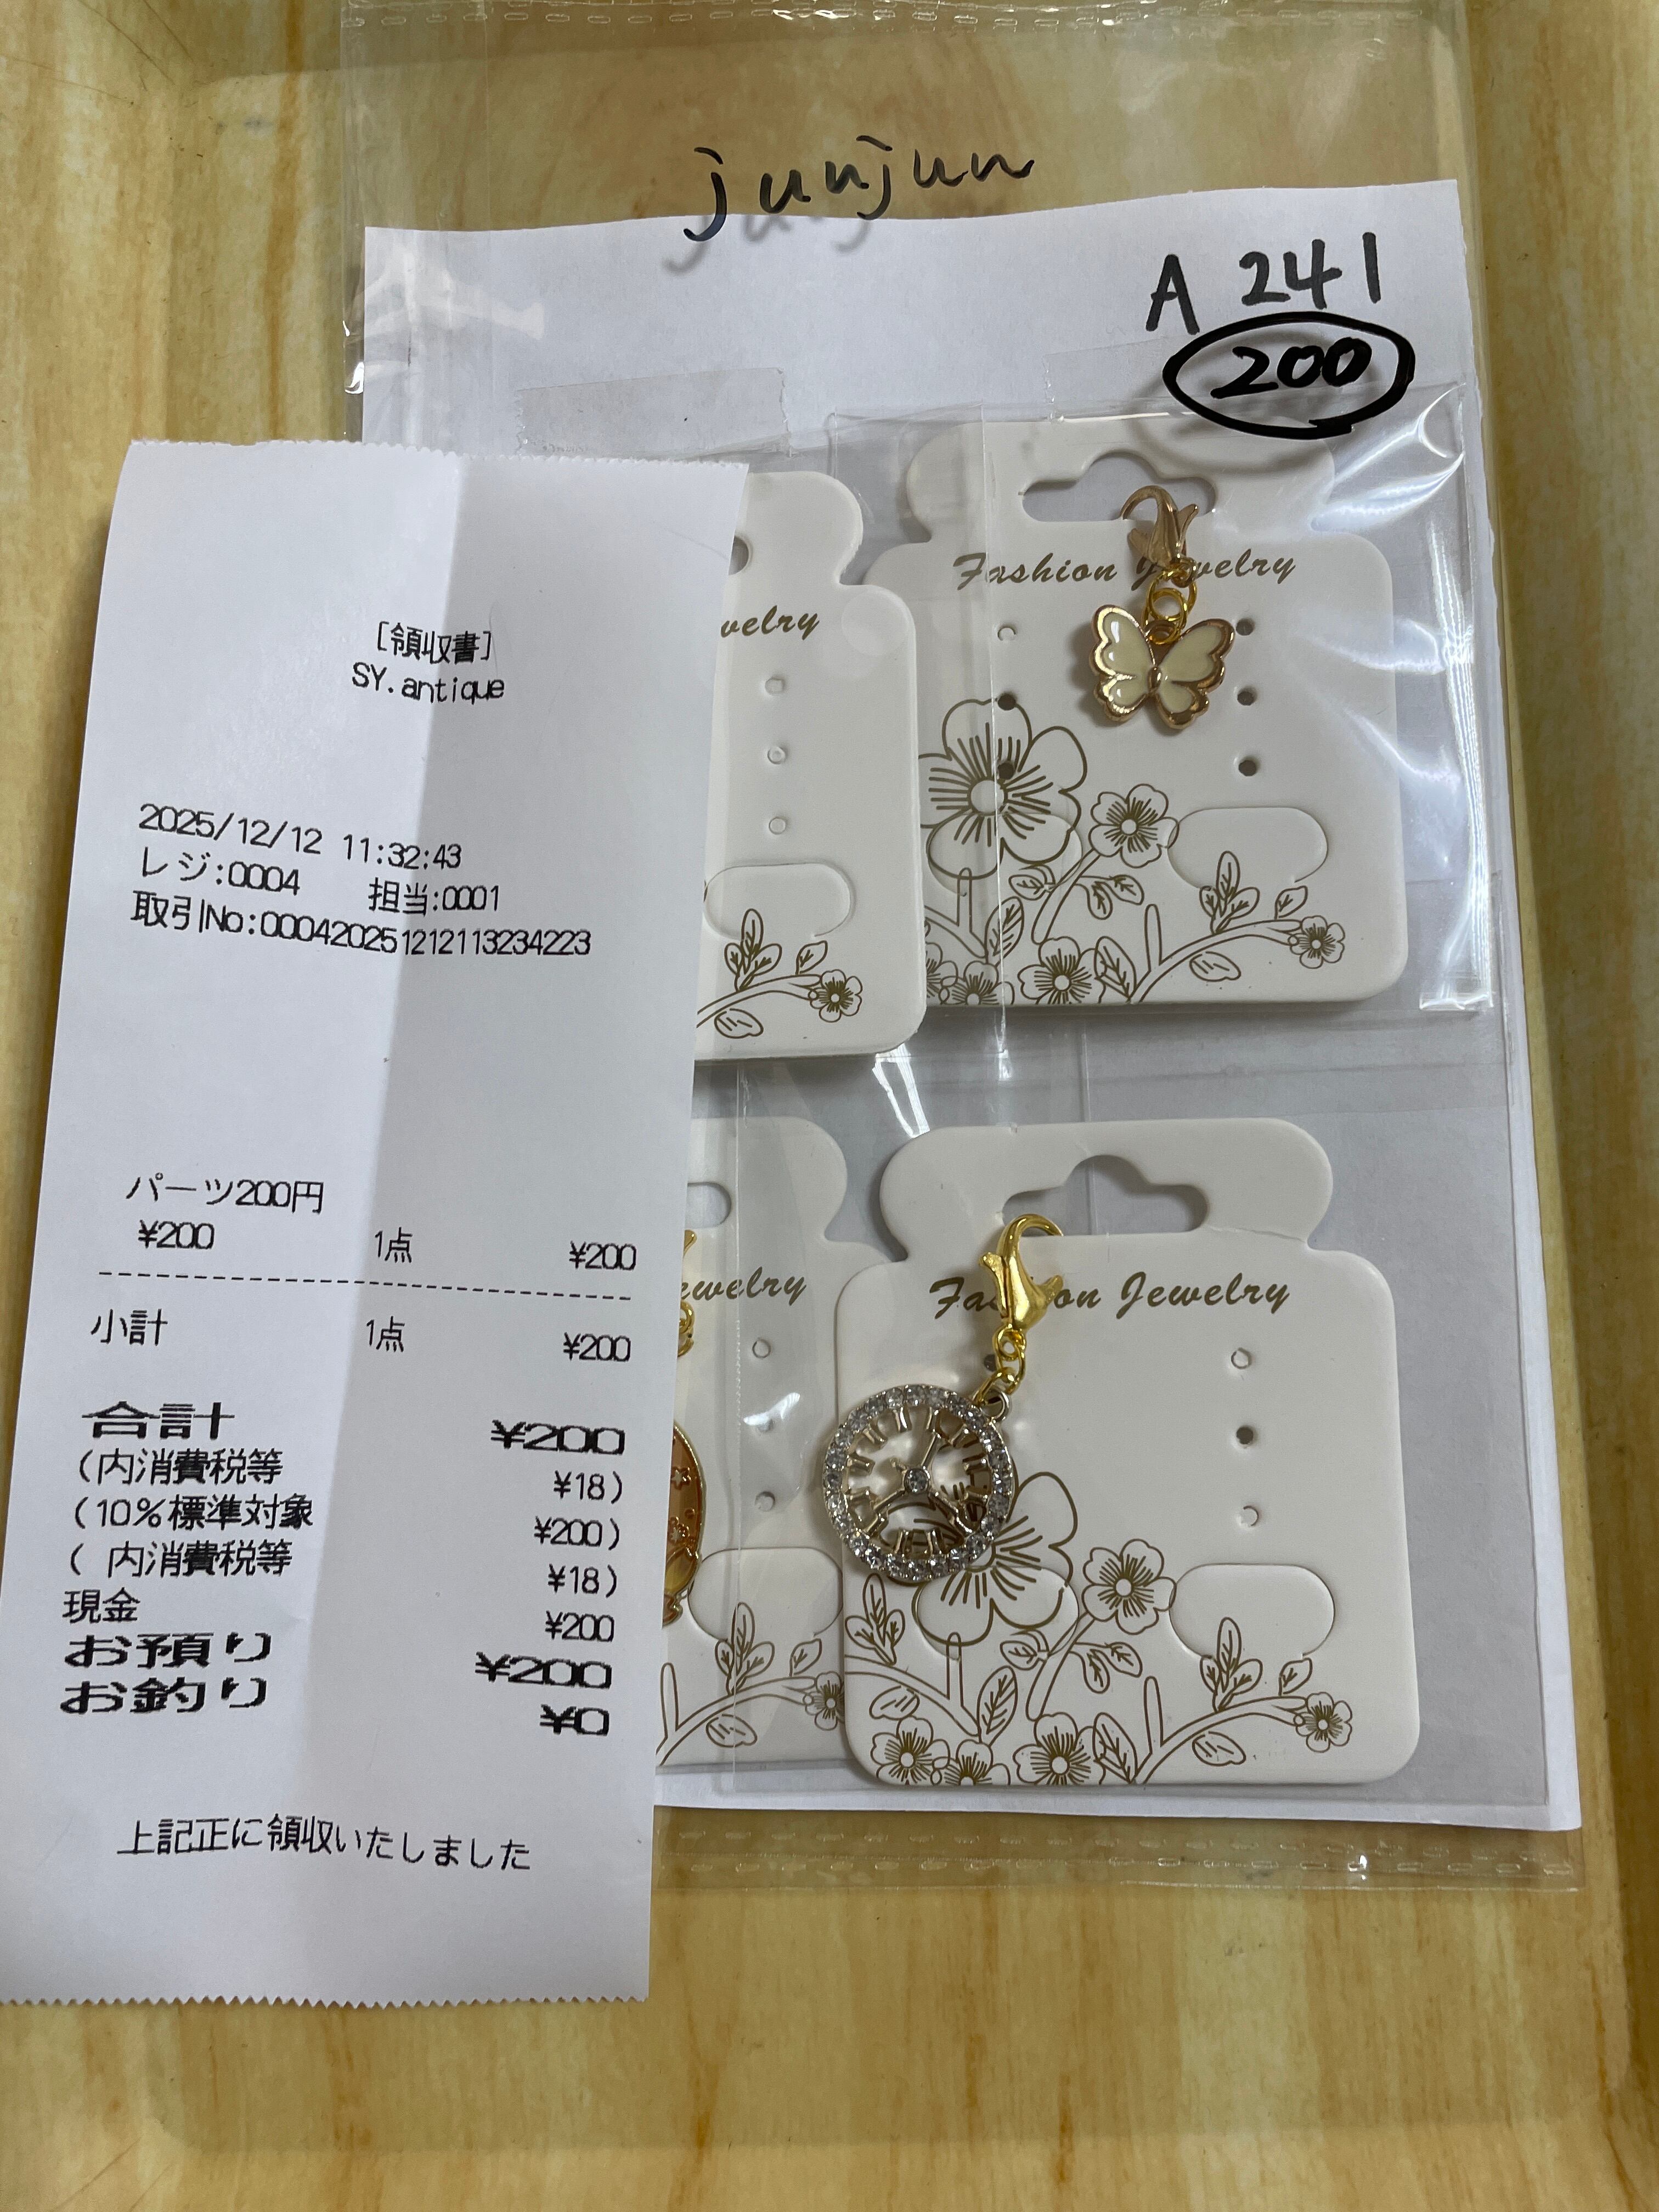 junjun
A 241
200
[領収書]
SY.antique
2025/12/12 11:32:43
レジ:0004 担当:0001
取引No:000420251212113234223
パーツ200円
¥200 1点 ¥200
小計 1点 ¥200
合計 ¥200
(内消費税等 ¥18)
(10%標準対象 ¥200)
( 内消費税等 ¥18)
現金 ¥200
お預り ¥200
お釣り ¥0
上記正に領収いたしました
welry
Fashion Jewelry
ewelry
Fashion Jewelry